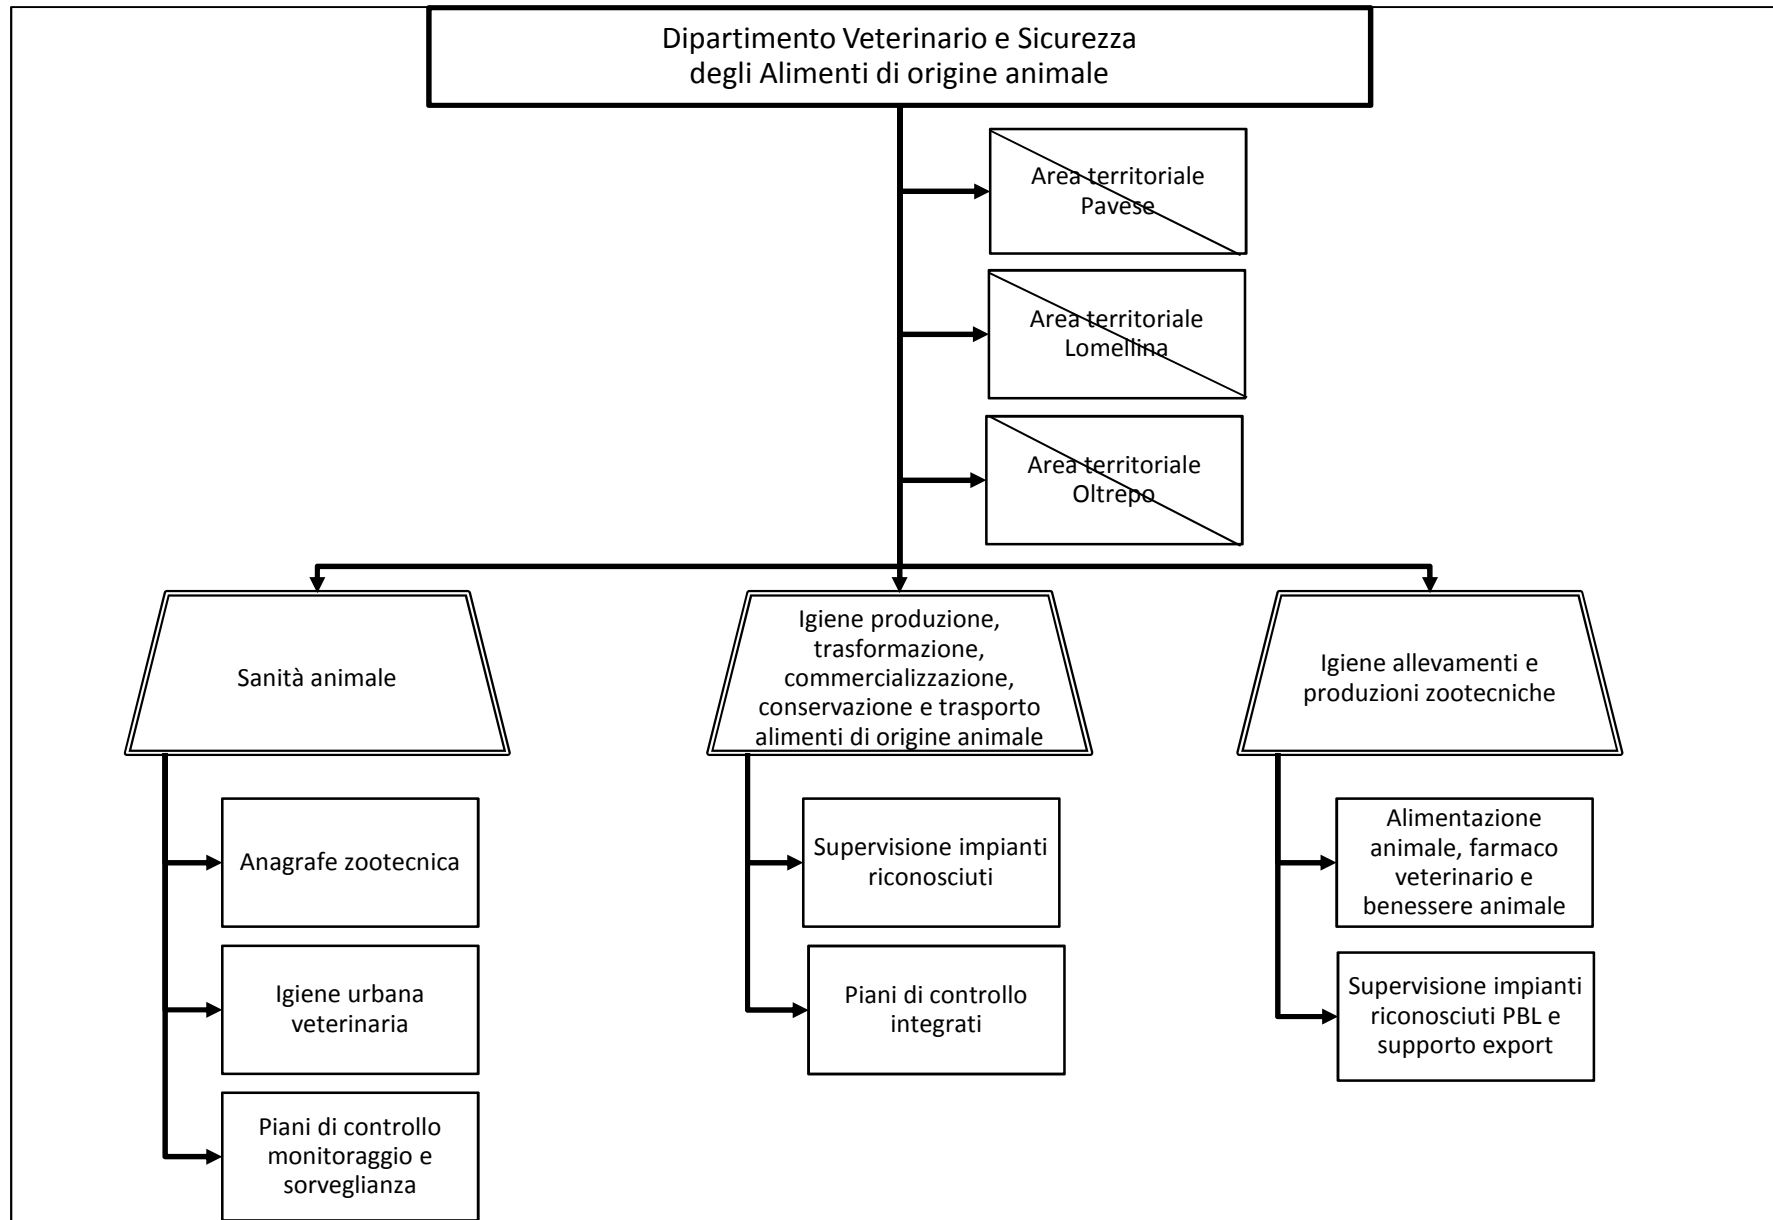 Dipartimento Veterinario e Sicurezza
degli Alimenti di origine animale
Area territoriale
Pavese
Area territoriale
Lomellina
Area territoriale
Oltrepo
Sanità animale
Igiene produzione,
trasformazione,
commercializzazione,
conservazione e trasporto
alimenti di origine animale
Igiene allevamenti e
produzioni zootecniche
Anagrafe zootecnica
Igiene urbana
veterinaria
Piani di controllo
monitoraggio e
sorveglianza
Supervisione impianti
riconosciuti
Piani di controllo
integrati
Alimentazione
animale, farmaco
veterinario e
benessere animale
Supervisione impianti
riconosciuti PBL e
supporto export